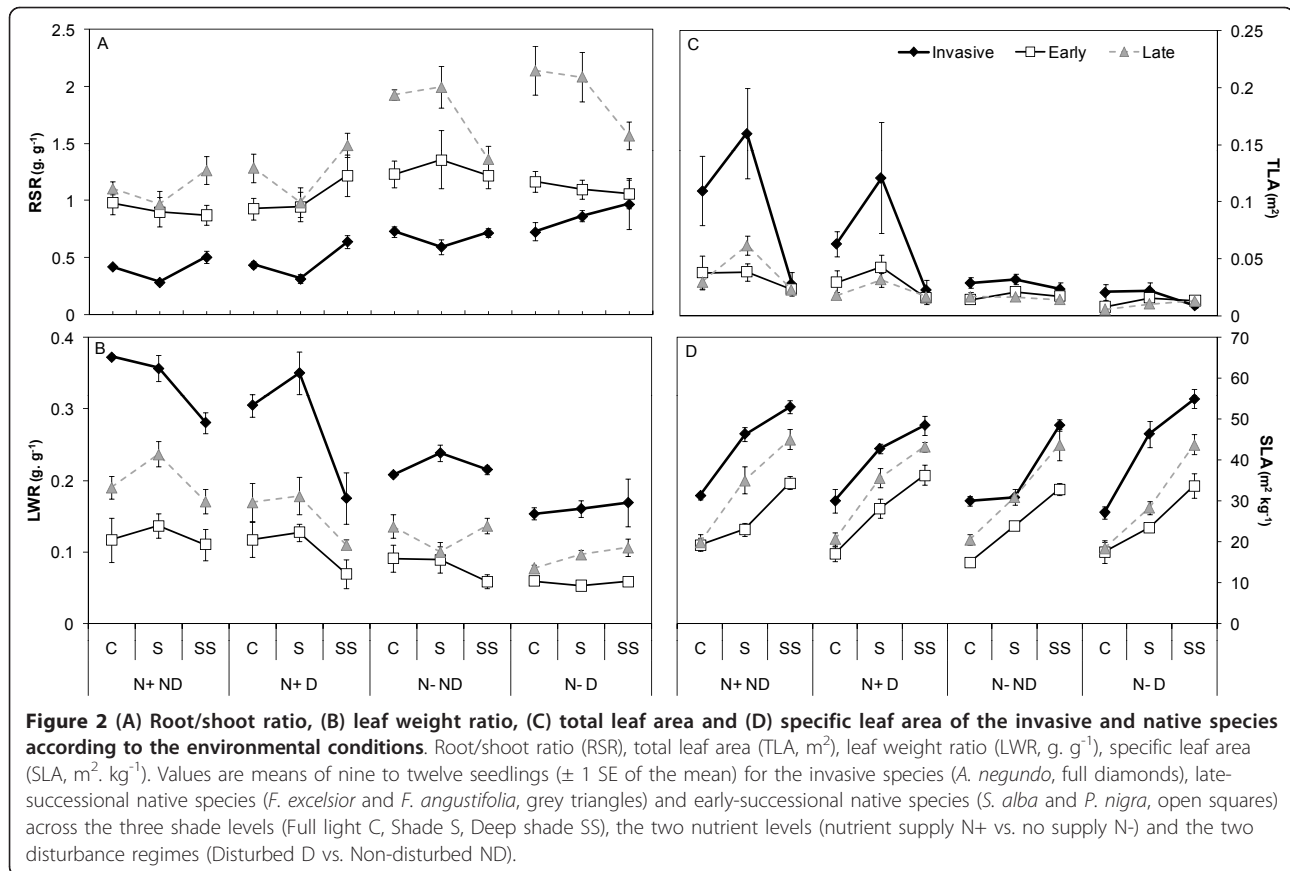 A
2.5
2
1.5
1
0.5
0
RSR (g. g⁻¹)
C
Invasive
Early
Late
0.25
0.2
0.15
0.1
0.05
0
TLA (m²)
B
0.4
0.3
0.2
0.1
0
LWR (g. g⁻¹)
D
70
60
50
40
30
20
10
0
SLA (m² kg⁻¹)
C S SS C S SS C S SS C S SS
N+ ND N+ D N- ND N- D
C S SS C S SS C S SS C S SS
N+ ND N+ D N- ND N- D
Figure 2 (A) Root/shoot ratio, (B) leaf weight ratio, (C) total leaf area and (D) specific leaf area of the invasive and native species
according to the environmental conditions. Root/shoot ratio (RSR), total leaf area (TLA, m²), leaf weight ratio (LWR, g. g⁻¹), specific leaf area
(SLA, m². kg⁻¹). Values are means of nine to twelve seedlings (± 1 SE of the mean) for the invasive species (A. negundo, full diamonds), late-
successional native species (F. excelsior and F. angustifolia, grey triangles) and early-successional native species (S. alba and P. nigra, open squares)
across the three shade levels (Full light C, Shade S, Deep shade SS), the two nutrient levels (nutrient supply N+ vs. no supply N-) and the two
disturbance regimes (Disturbed D vs. Non-disturbed ND).